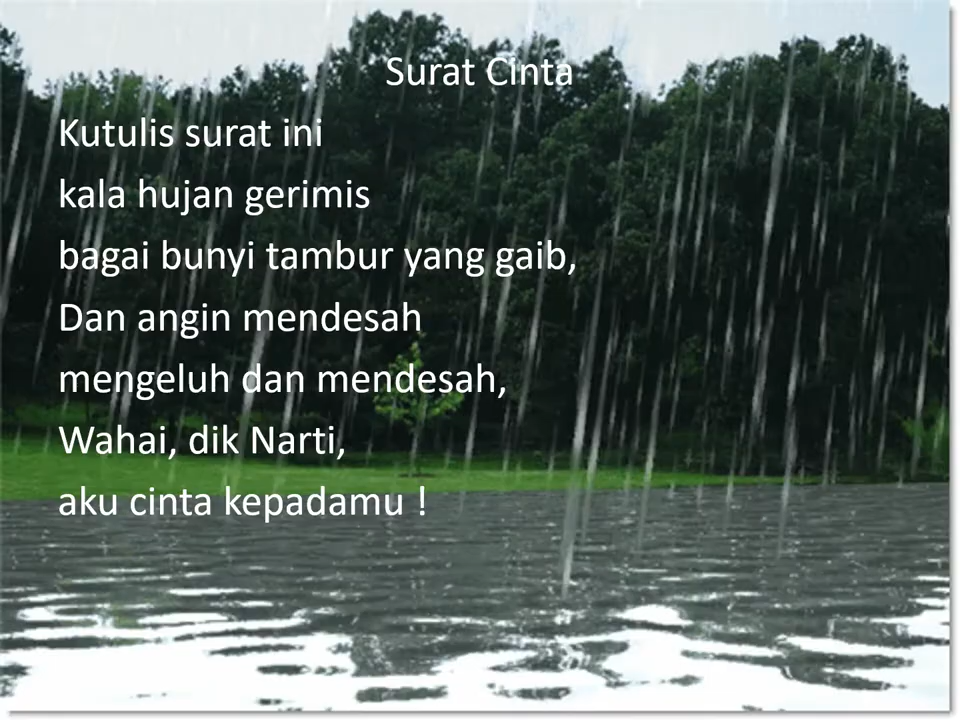 Surat Cinta
Kutulis surat ini
kala hujan gerimis
bagai bunyi tambur yang gaib,
Dan angin mendesah
mengeluh dan mendesah,
Wahai, dik Narti,
aku cinta kepadamu !